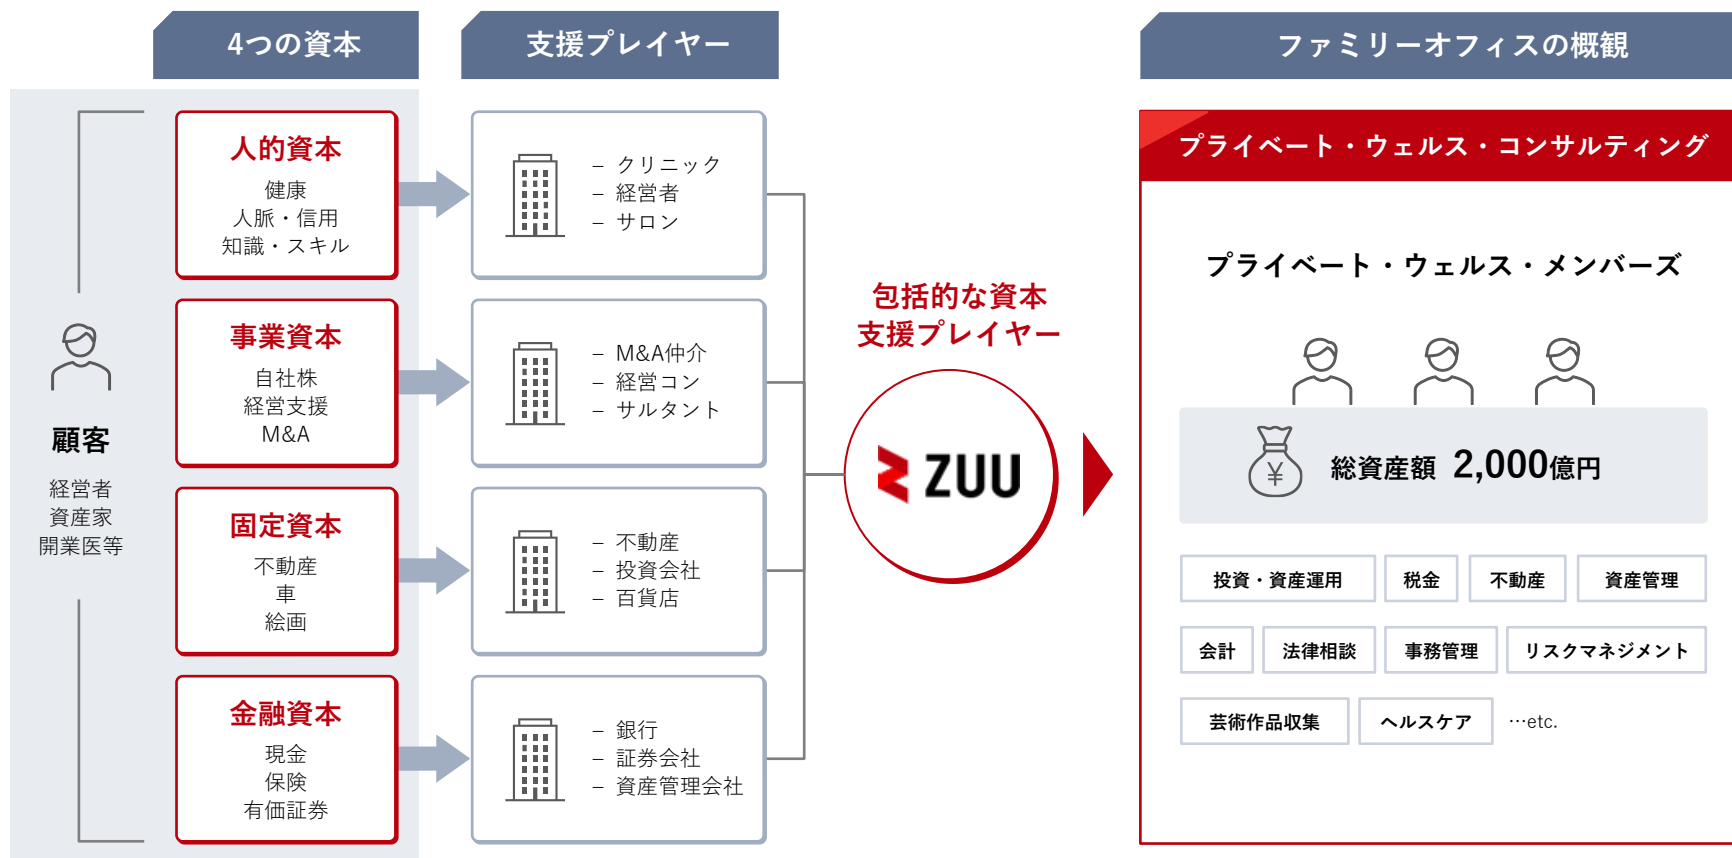 4つの資本
支援プレイヤー
ファミリーオフィスの概観
顧客
経営者
資産家
開業医等
人的資本
健康
人脈・信用
知識・スキル
– クリニック
– 経営者
– サロン
事業資本
自社株
経営支援
M&A
– M&A仲介
– 経営コン
– サルタント
固定資本
不動産
車
絵画
– 不動産
– 投資会社
– 百貨店
金融資本
現金
保険
有価証券
– 銀行
– 証券会社
– 資産管理会社
包括的な資本
支援プレイヤー
ZUU
プライベート・ウェルス・コンサルティング
プライベート・ウェルス・メンバーズ
¥
総資産額 2,000億円
投資・資産運用 税金 不動産 資産管理
会計 法律相談 事務管理 リスクマネジメント
芸術作品収集 ヘルスケア …etc.